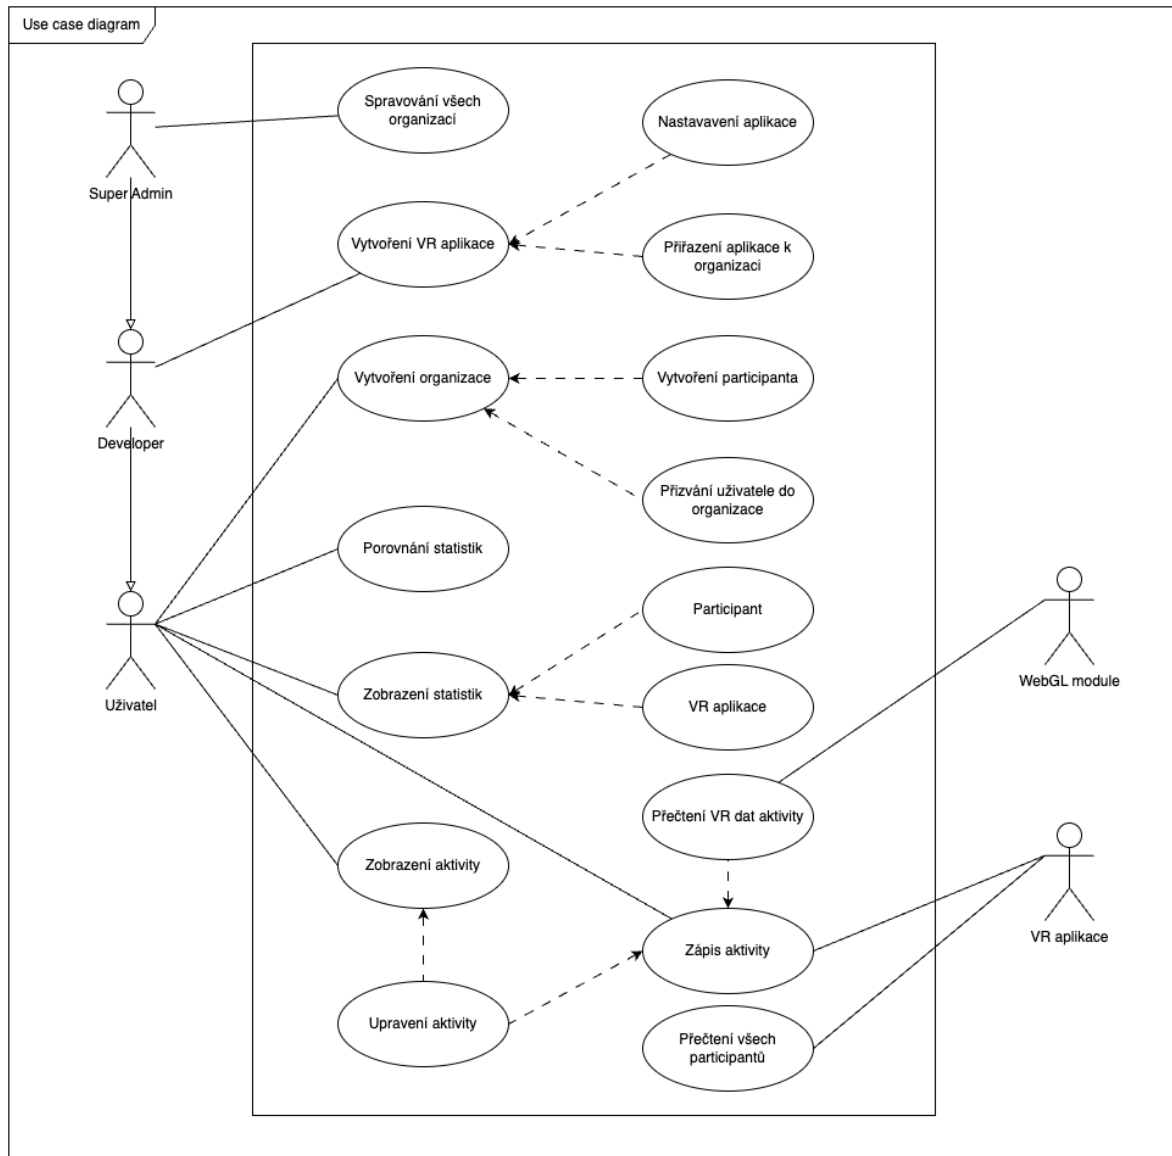 Use case diagram
Spravování všech
organizací
Nastavavení aplikace
Super Admin
Vytvoření VR aplikace
Přiřazení aplikace k
organizaci
Vytvoření organizace
Vytvoření participanta
Developer
Přizvání uživatele do
organizace
Porovnání statistik
Participant
Zobrazení statistik
WebGL module
Uživatel
VR aplikace
Přečtení VR dat aktivity
Zobrazení aktivity
VR aplikace
Zápis aktivity
Upravení aktivity
Přečtení všech
participantů